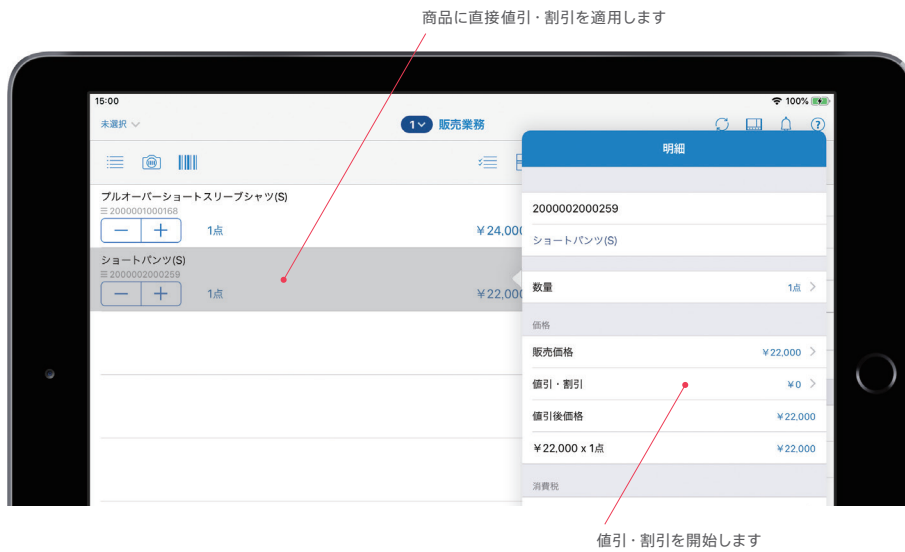 商品に直接値引・割引を適用します
15:00
100%
未選択
1 販売業務
明細
プルオーバーショートスリーブシャツ(S)
2000001000168
1点
¥24,000
ショートパンツ(S)
2000002000259
1点
¥22,000
2000002000259
ショートパンツ(S)
数量 1点
価格
販売価格 ¥22,000
値引・割引 ¥0
値引後価格 ¥22,000
¥22,000 x 1点 ¥22,000
消費税
値引・割引を開始します